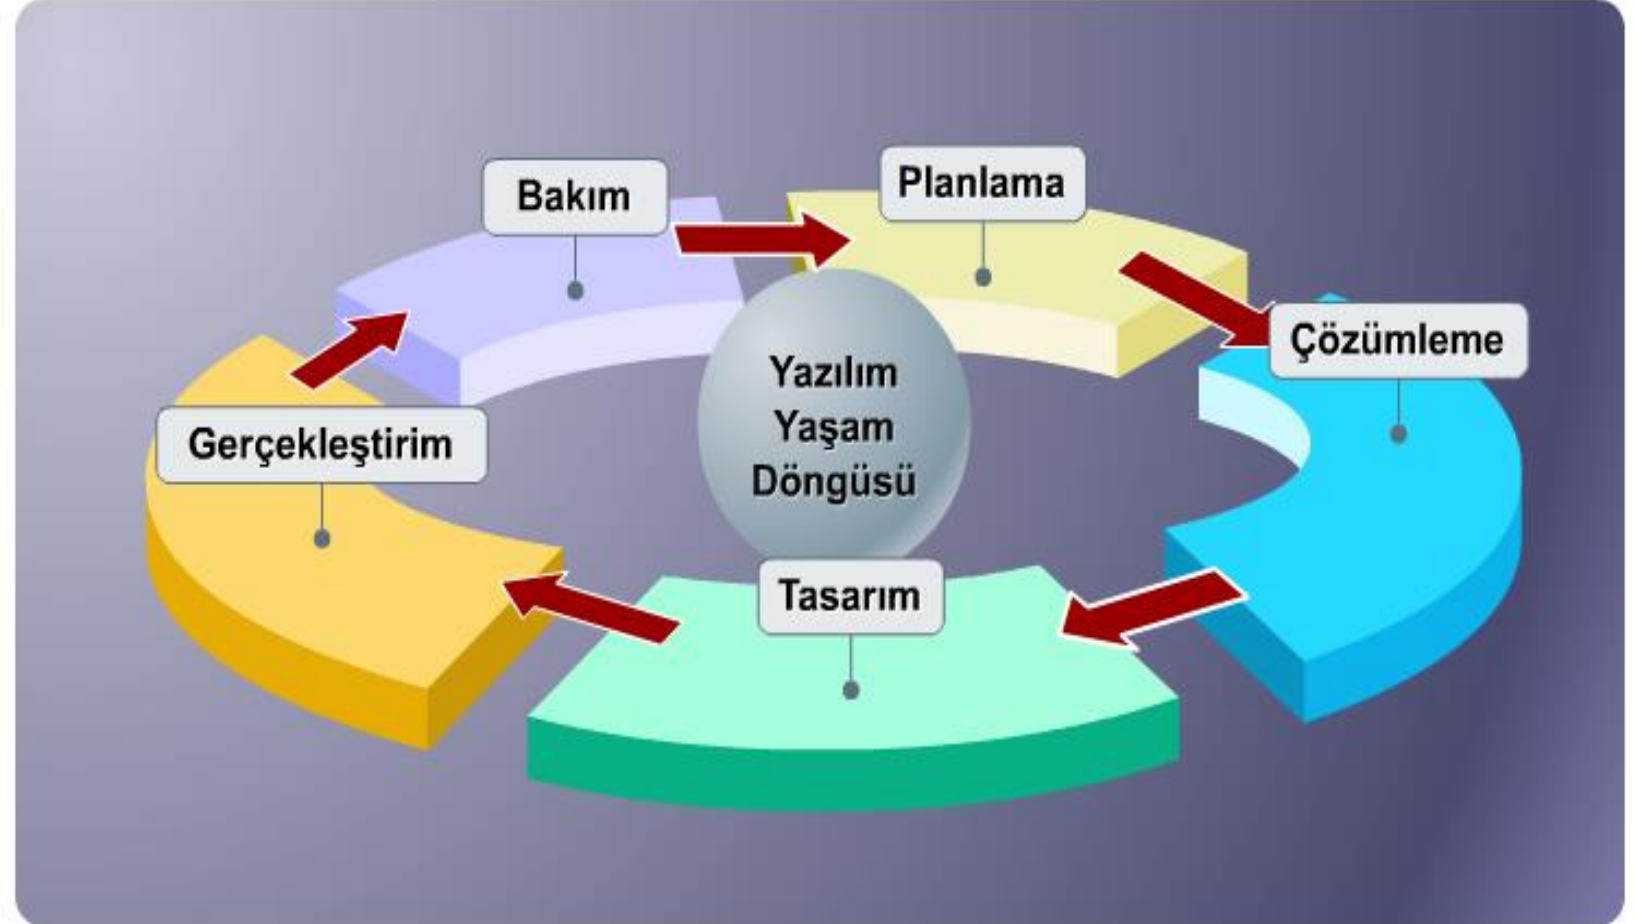 Bakım
Planlama
Çözümleme
Gerçekleştirim
Yazılım
Yaşam
Döngüsü
Tasarım